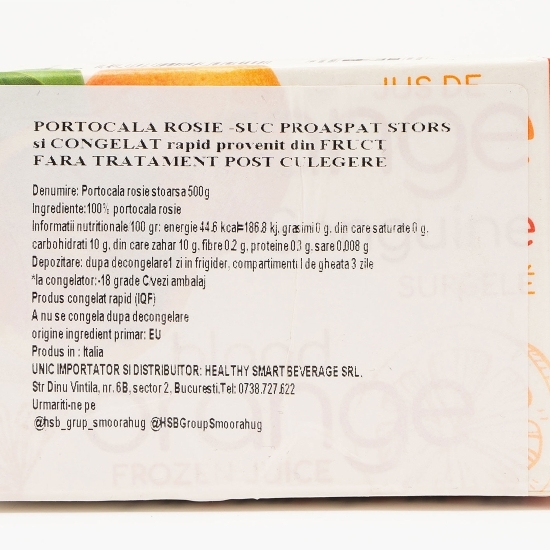 JUS DE
PORTOCALA ROSIE -SUC PROASPAT STORS
si CONGELAT rapid provenit din FRUCT
FARA TRATAMENT POST CULEGERE
Denumire: Portocala rosie stoarsa 500g
Ingrediente:100% portocala rosie
Informatii nutritionale 100 gr: energie 44.6 kcal=186.8 kj, grasimi 0 g, din care saturate 0 g,
carbohidrati 10 g, din care zahar 10 g, fibre 0.2 g, proteine 0.3 g, sare 0.008 g
Depozitare: dupa decongelare1 zi in frigider, compartimentul de gheata 3 zile
*la congelator:-18 grade C/vezi ambalaj
Produs congelat rapid (IQF)
A nu se congela dupa decongelare
origine ingredient primar: EU
Produs in : Italia
UNIC IMPORTATOR SI DISTRIBUITOR: HEALTHY SMART BEVERAGE SRL,
Str Dinu Vintila, nr. 6B, sector 2, Bucuresti,Tel: 0738.727.622
Urmariti-ne pe
@hsb_grup_smoorahug @HSBGroupSmoorahug
blood
orange
FROZEN JUICE